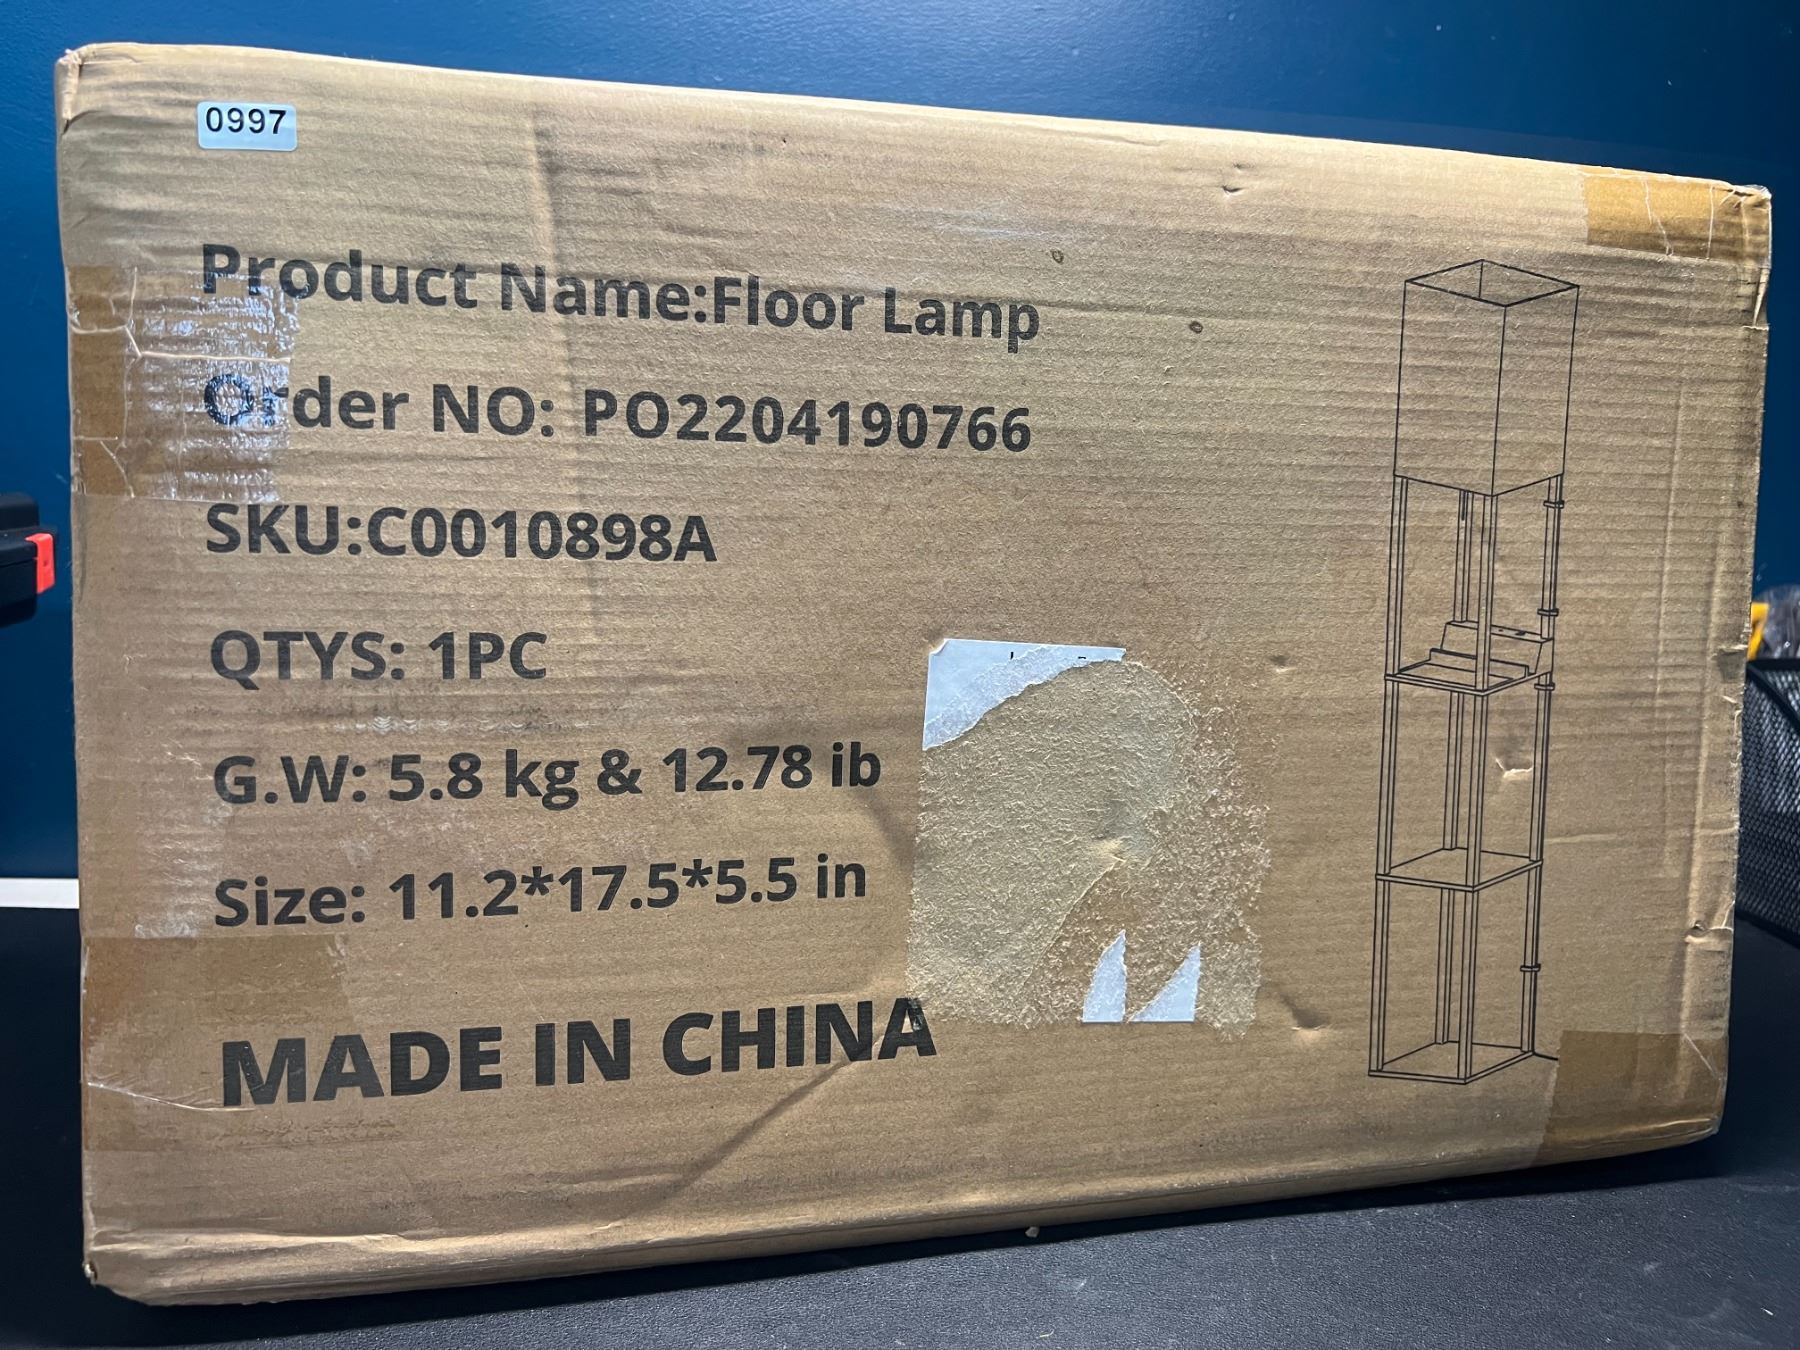 0997
Product Name:Floor Lamp
Order NO: PO2204190766
SKU:C0010898A
QTYS: 1PC
G.W: 5.8 kg & 12.78 ib
Size: 11.2*17.5*5.5 in
MADE IN CHINA